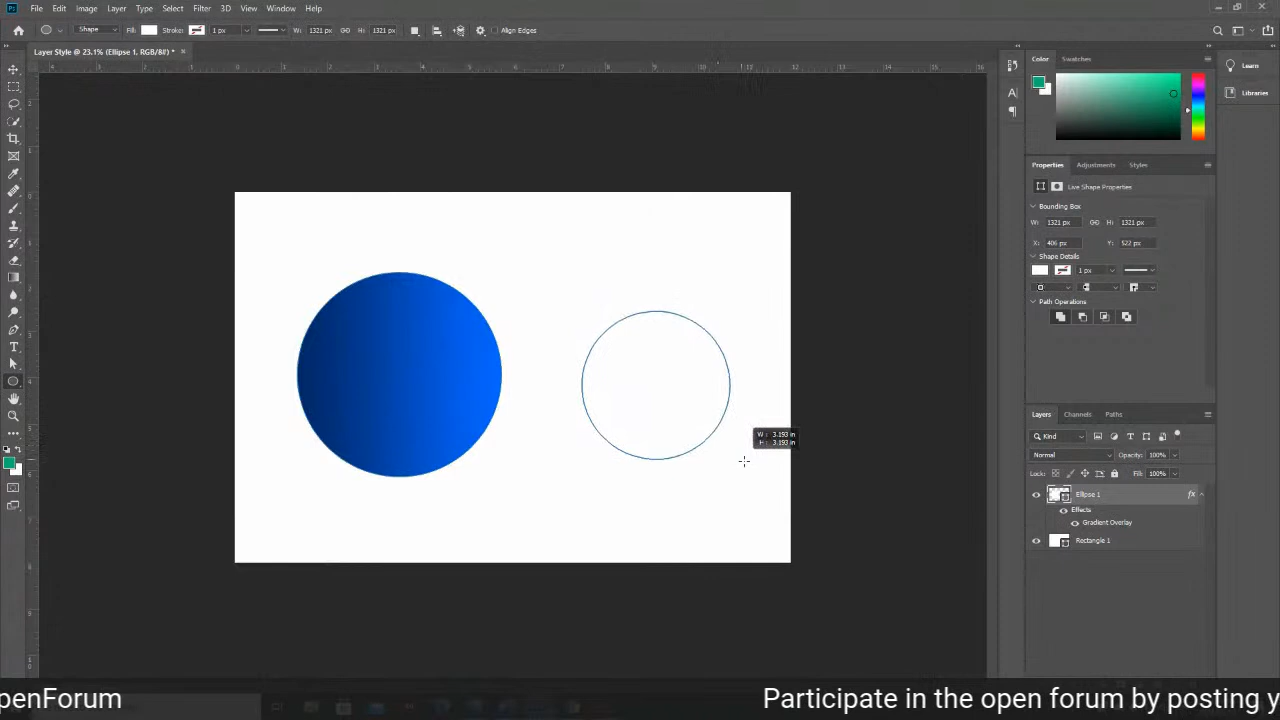 Ps File Edit Image Layer Type Select Filter 3D View Window Help
Shape Fill: Stroke: 1 px W: 1321 px H: 1321 px Align Edges
Layer Style @ 23.1% (Ellipse 1, RGB/8#) * ×
Color Swatches
Learn
Libraries
Properties Adjustments Styles
Live Shape Properties
Bounding Box
W: 1321 px H: 1321 px
X: 406 px Y: 522 px
Shape Details
1 px
Path Operations
W: 3.193 in
H: 3.193 in
Layers Channels Paths
Kind
Normal Opacity: 100%
Lock: Fill: 100%
Ellipse 1 fx
Effects
Gradient Overlay
Rectangle 1
penForum Participate in the open forum by posting y